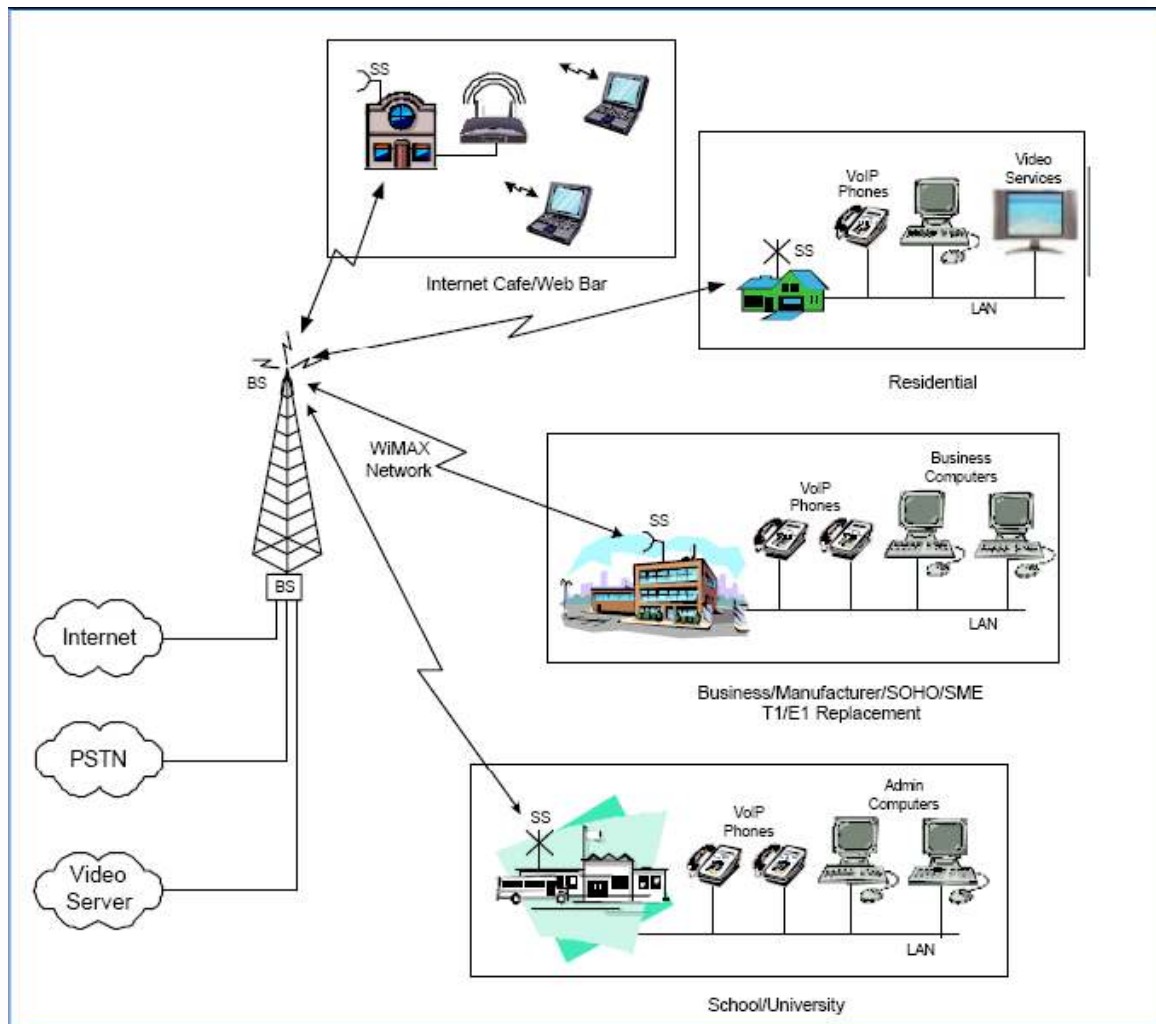 SS
Internet Cafe/Web Bar
VoIP
Phones
Video
Services
SS
LAN
Residential
BS
WiMAX
Network
SS
VoIP
Phones
Business
Computers
LAN
Business/Manufacturer/SOHO/SME
T1/E1 Replacement
BS
Internet
PSTN
Video
Server
SS
VoIP
Phones
Admin
Computers
LAN
School/University